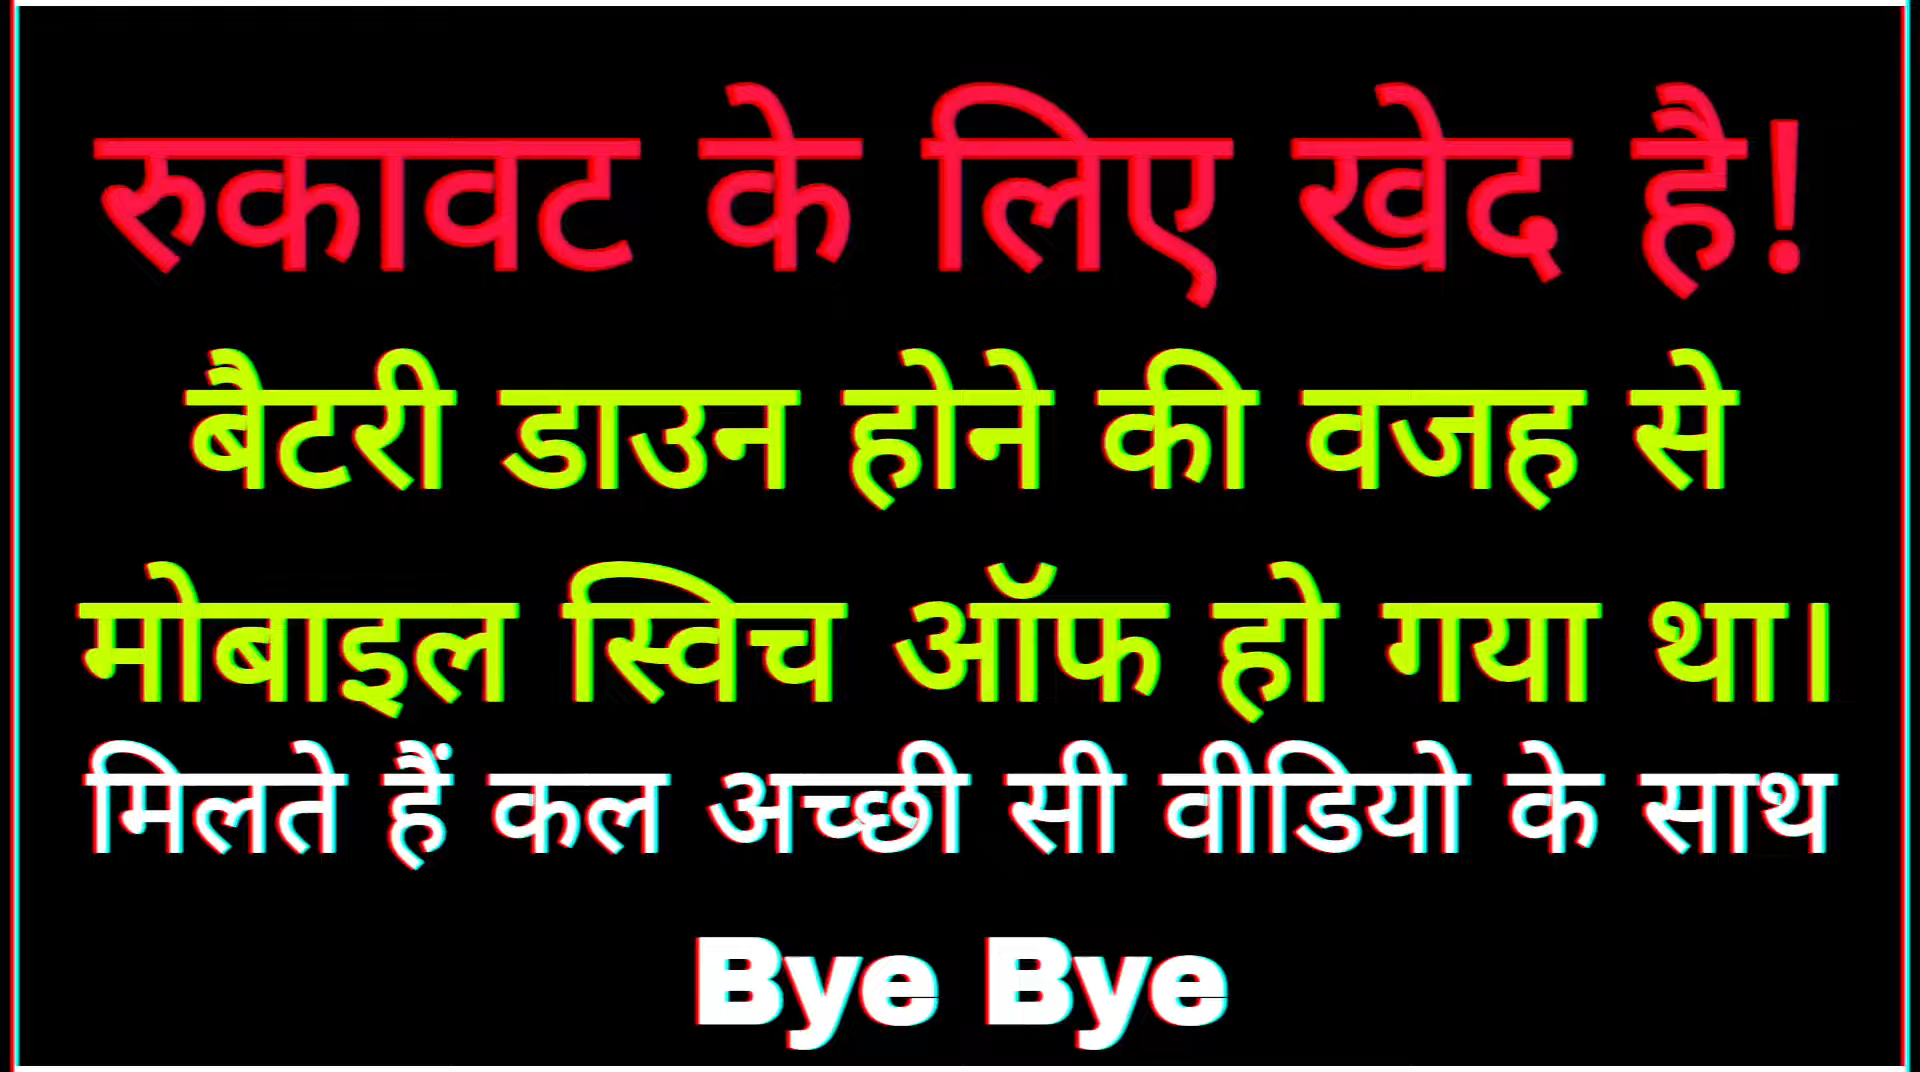 रुकावट के लिए खेद है!
बैटरी डाउन होने की वजह से
मोबाइल स्विच ऑफ हो गया था।
मिलते हैं कल अच्छी सी वीडियो के साथ
Bye Bye